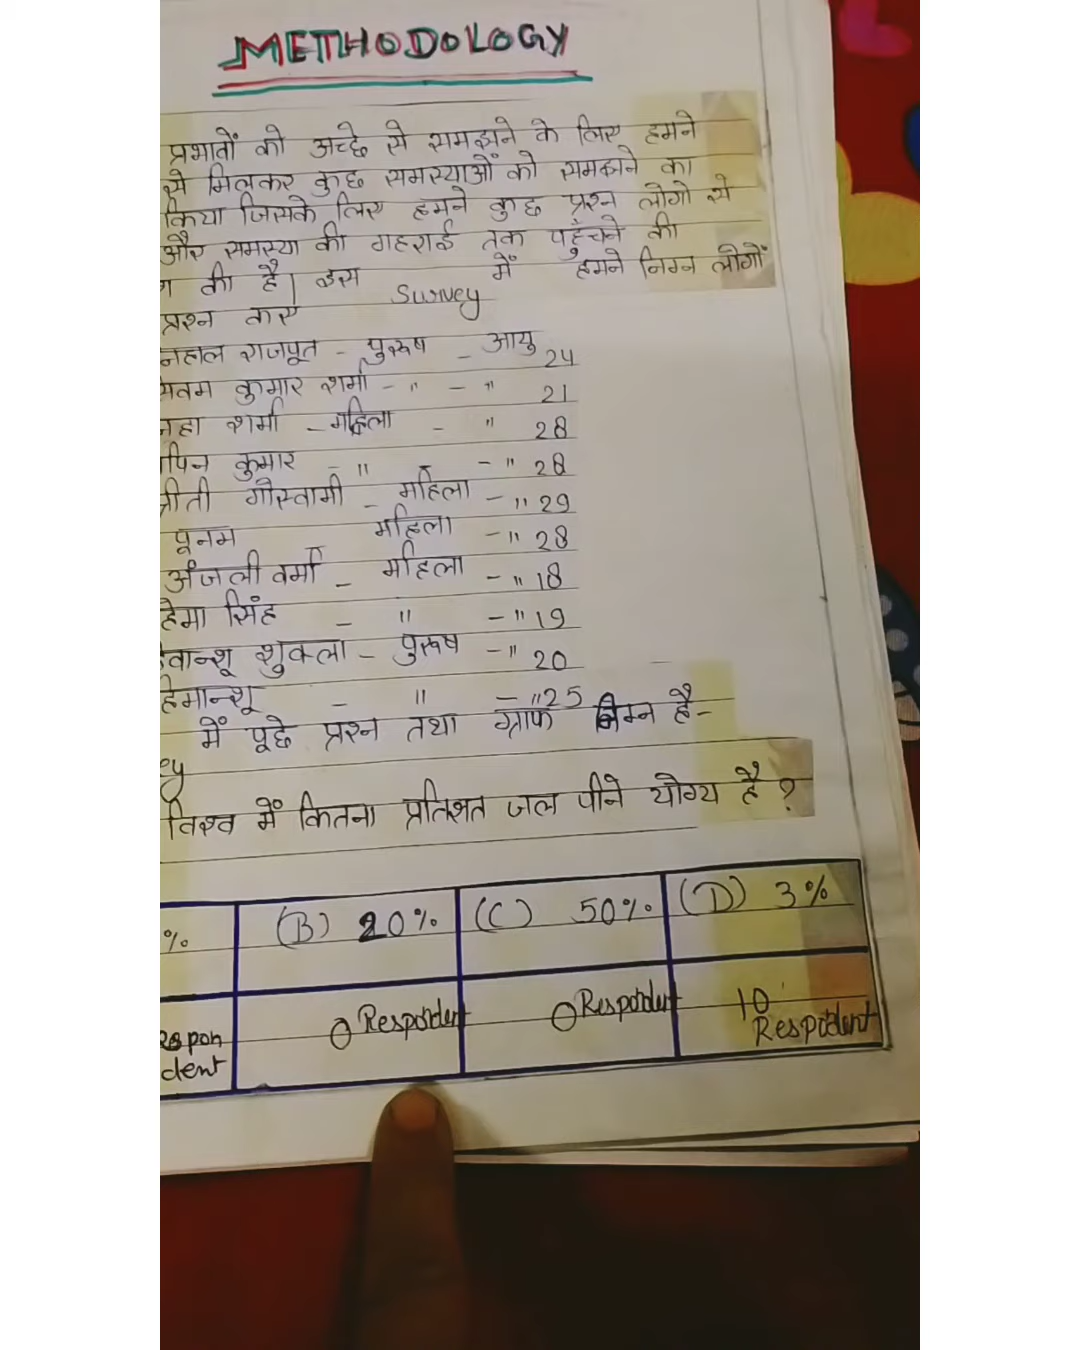 METHODOLOGY
प्रभावों को अच्छे से समझने के लिए हमने
से मिलकर कुछ समस्याओं को समझने का
किया जिसके लिए हमने कुछ प्रश्न लोगो से
और समस्या की गहराई तक पहुँचने की
की है। इस Survey में हमने निम्न लोगों
प्रश्न करे
राजपूत - पुरुष - आयु 24
कुमार शर्मा - " - " 21
शर्मा - महिला - " 28
कुमार - " - " 28
गोस्वामी - महिला - " 29
पूनम - महिला - " 28
अंजली वर्मा - महिला - " 18
हेमा सिंह - " - " 19
शुक्ला - पुरुष - " 20
हिमान्शू - " - " 25
में पूछे प्रश्न तथा ग्राफ निम्न है-
विश्व में कितना प्रतिशत जल पीने योग्य है ?
% (B) 20% (C) 50% (D) 3%
0 Respondent 0 Respondent 10 Respondent